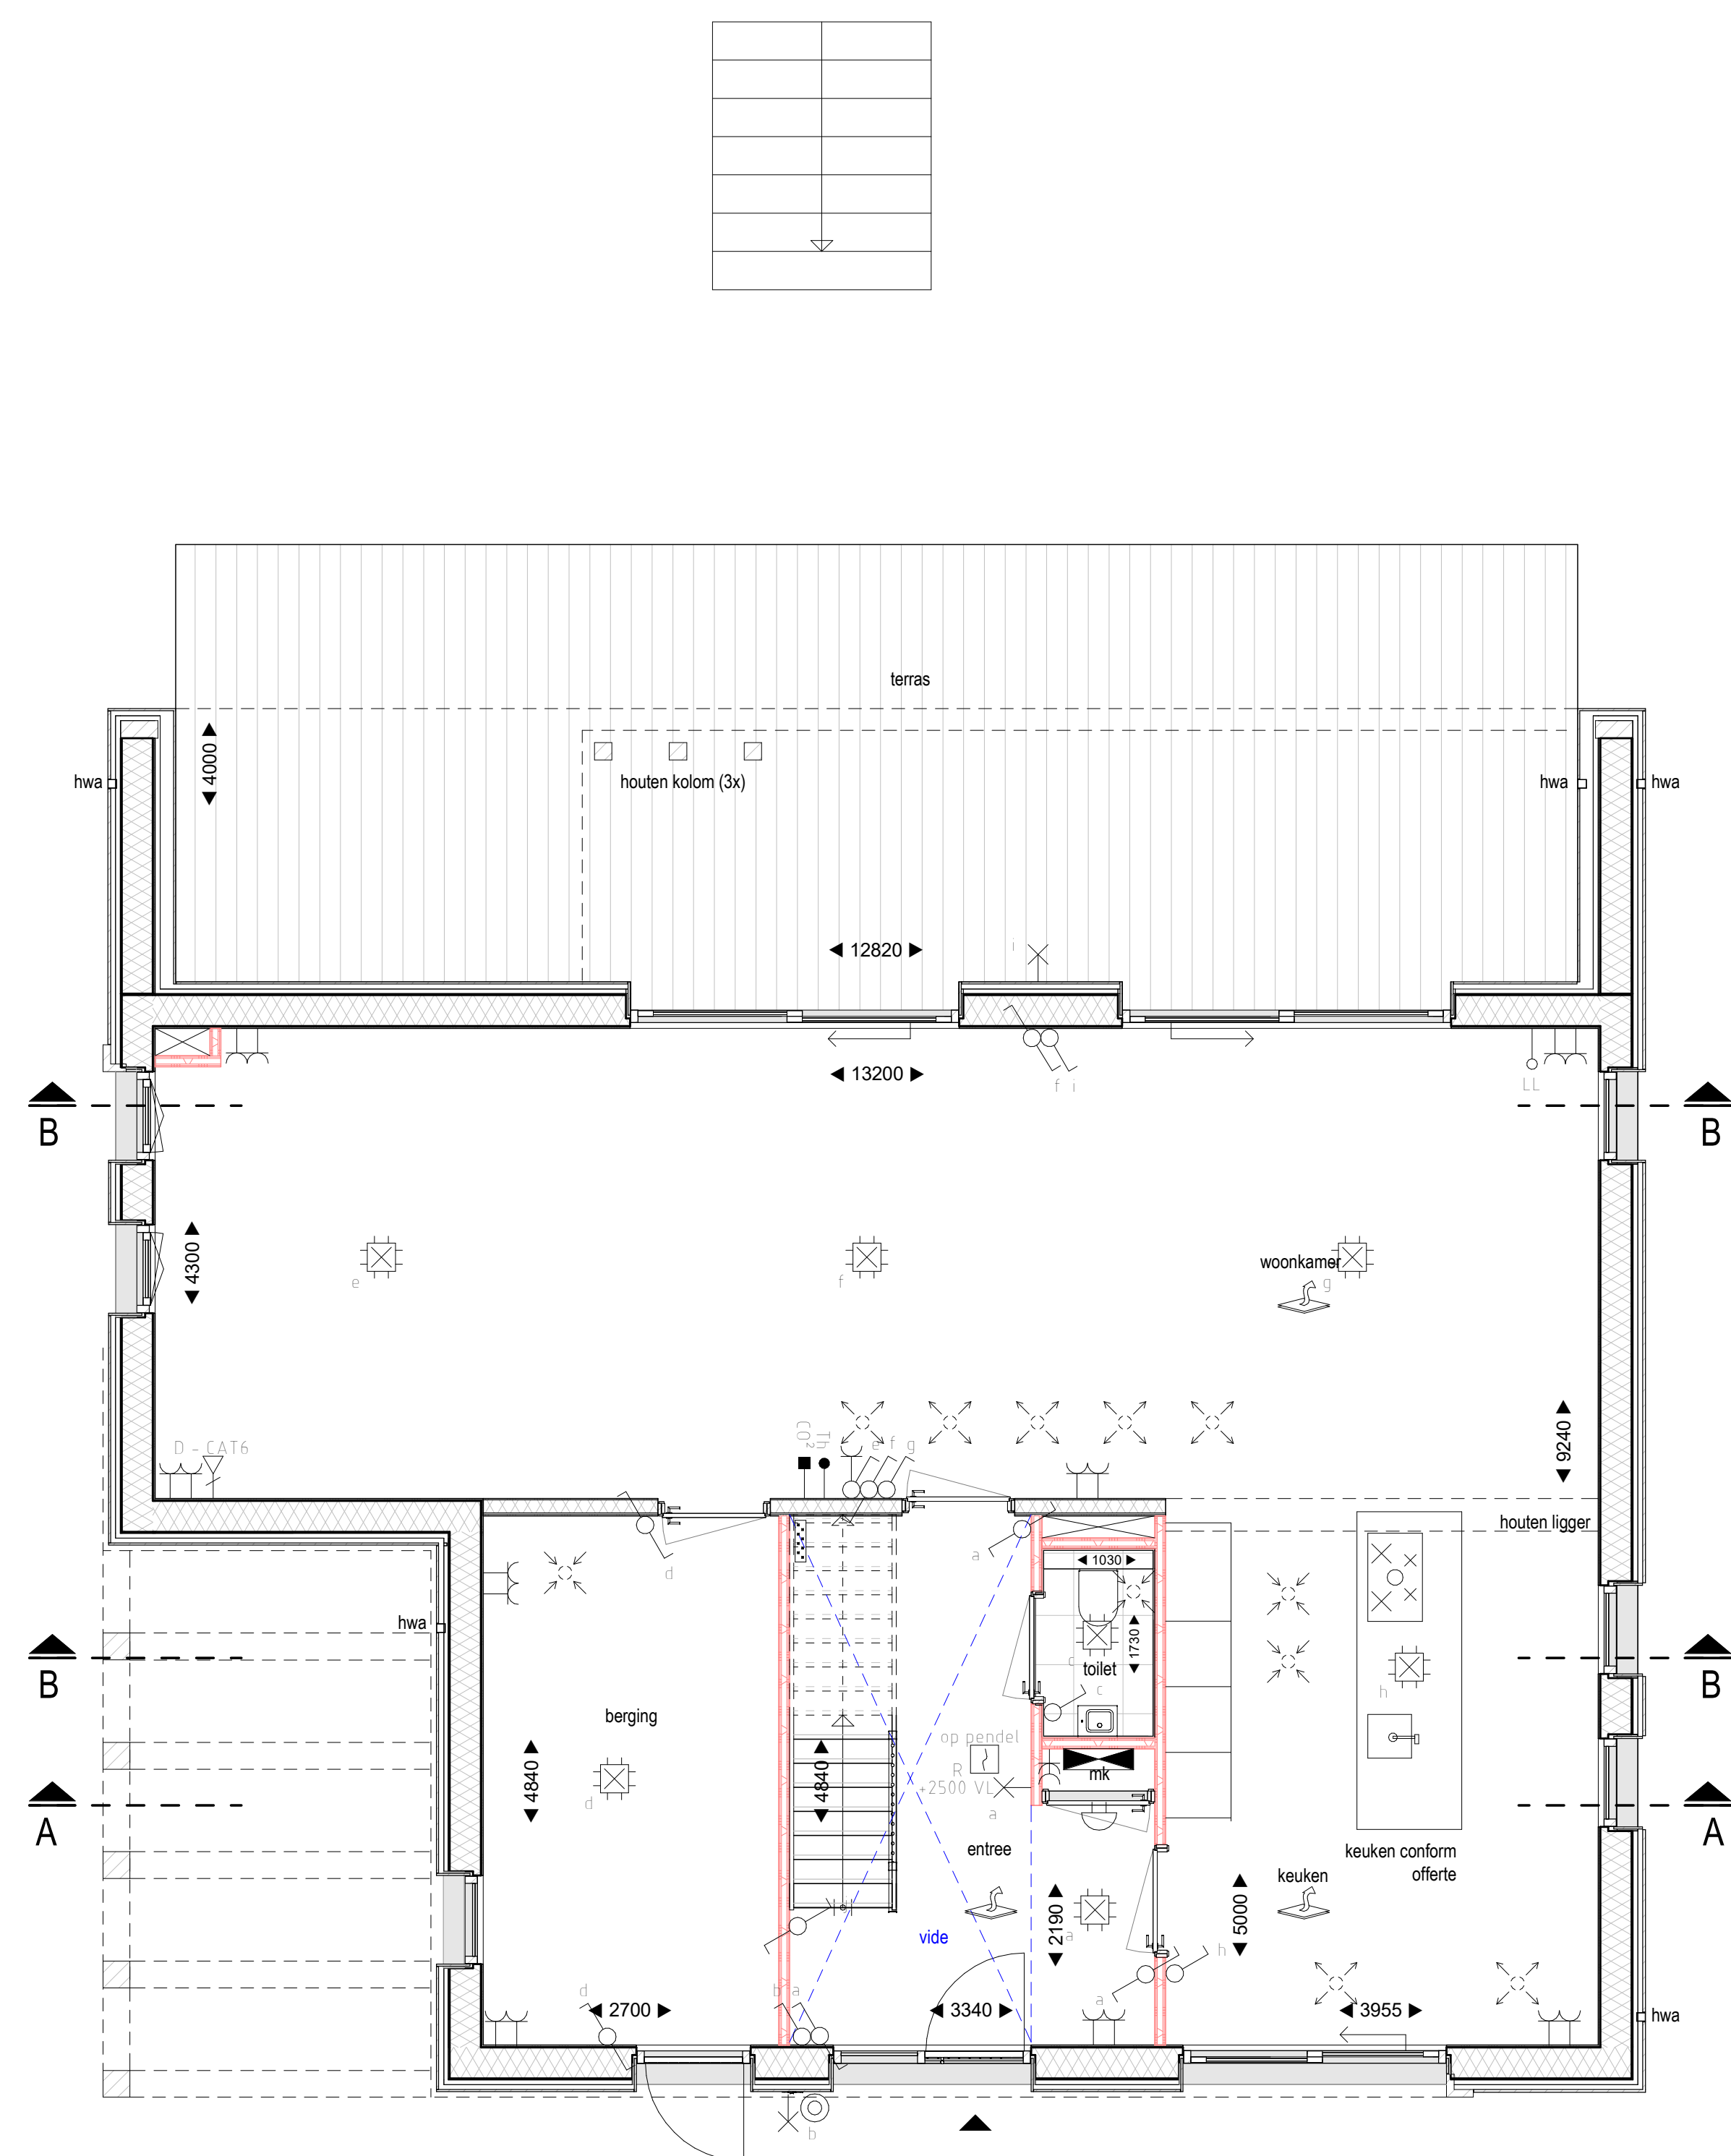 terras
4000
hwa
houten kolom (3x)
hwa
hwa
12820
i
13200
f i
LL
B
B
4300
woonkamer
e
f
g
9240
D - CAT6
CO²
Th
e f g
houten ligger
a
1030
d
hwa
1730
c
toilet
c
h
B
B
berging
op pendel
R
+2500 VL
a
mk
4840
4840
d
A
A
entree
keuken conform
offerte
keuken
2190
5000
vide
a
h
d
2700
b a
3340
a
3955
hwa
b